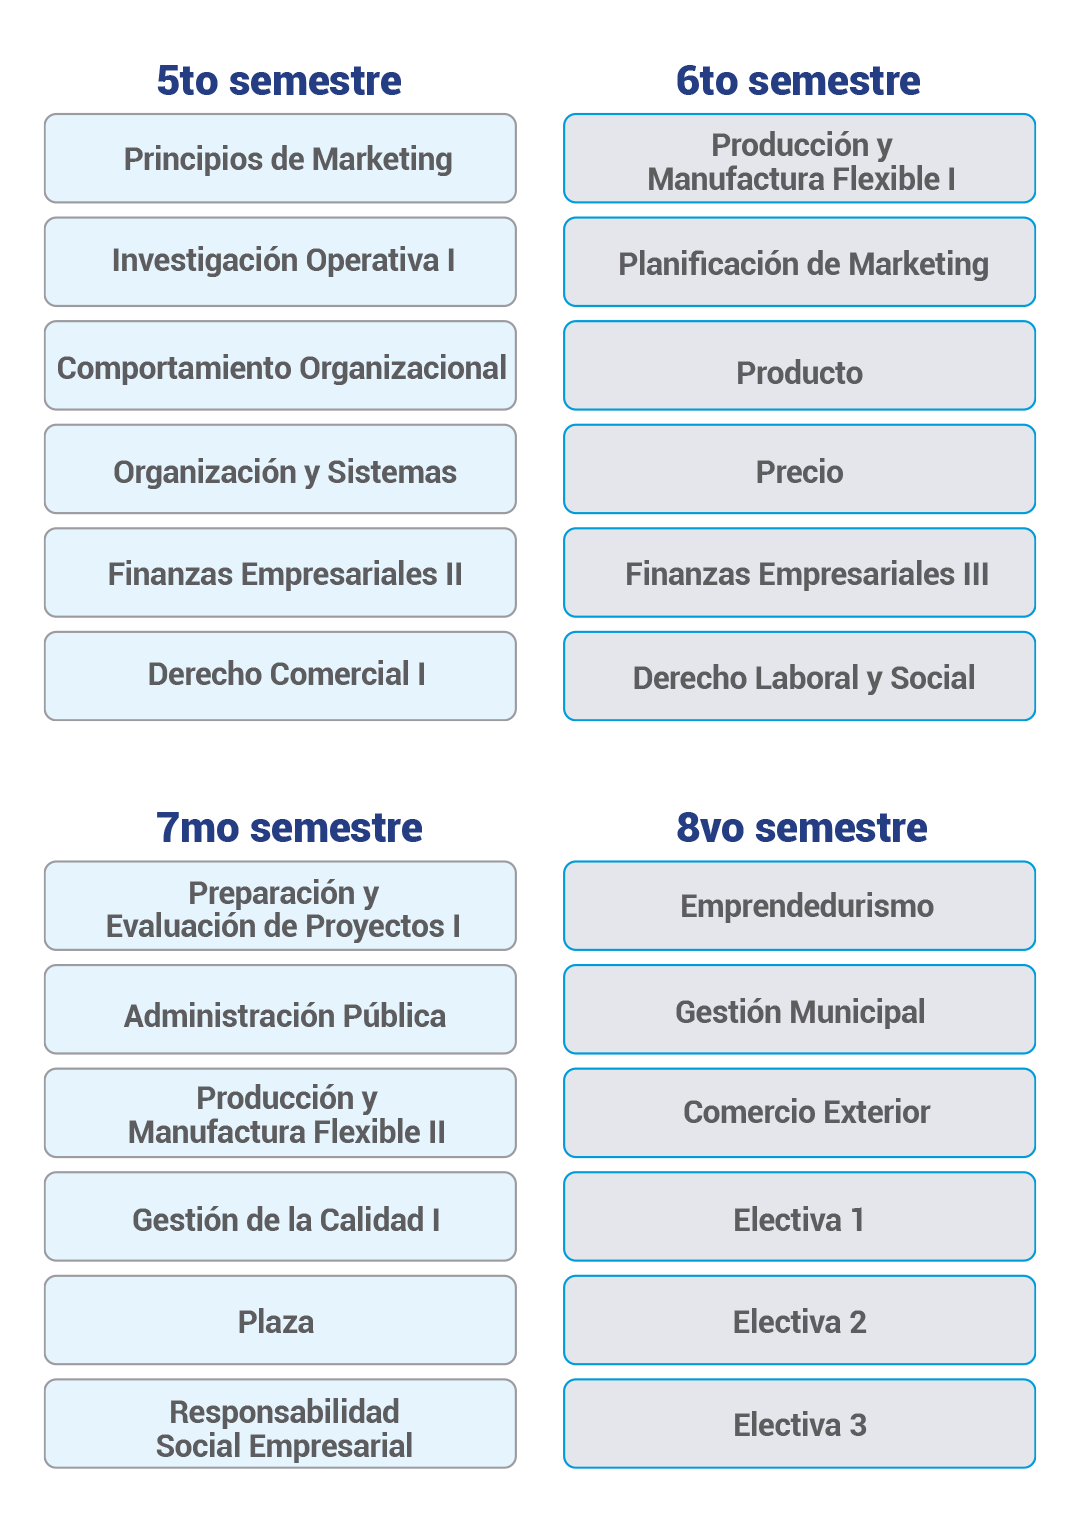 5to semestre
Principios de Marketing
Investigación Operativa I
Comportamiento Organizacional
Organización y Sistemas
Finanzas Empresariales II
Derecho Comercial I
6to semestre
Producción y
Manufactura Flexible I
Planificación de Marketing
Producto
Precio
Finanzas Empresariales III
Derecho Laboral y Social
7mo semestre
Preparación y
Evaluación de Proyectos I
Administración Pública
Producción y
Manufactura Flexible II
Gestión de la Calidad I
Plaza
Responsabilidad
Social Empresarial
8vo semestre
Emprendedurismo
Gestión Municipal
Comercio Exterior
Electiva 1
Electiva 2
Electiva 3